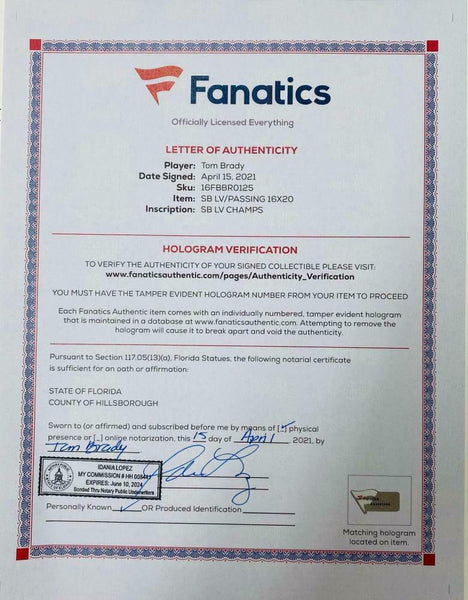 Fanatics
Officially Licensed Everything
LETTER OF AUTHENTICITY
Player: Tom Brady
Date Signed: April 15, 2021
Sku: 16FBBR0125
Item: SB LV/PASSING 16X20
Inscription: SB LV CHAMPS
HOLOGRAM VERIFICATION
TO VERIFY THE AUTHENTICITY OF YOUR SIGNED COLLECTIBLE PLEASE VISIT:
www.fanaticsauthentic.com/pages/Authenticity_Verification
YOU MUST HAVE THE TAMPER EVIDENT HOLOGRAM NUMBER FROM YOUR ITEM TO PROCEED
Each Fanatics Authentic item comes with an individually numbered, tamper evident hologram
that is maintained in a database at www.fanaticsauthentic.com. Attempting to remove the
hologram will cause it to break apart and void the authenticity.
Pursuant to Section 117.05(13)(a), Florida Statues, the following notarial certificate
is sufficient for an oath or affirmation:
STATE OF FLORIDA
COUNTY OF HILLSBOROUGH
Sworn to (or affirmed) and subscribed before me by means of [✓] physical
presence or [_] online notorization, this 15 day of April 2021, by
Tom Brady
IDANIA LOPEZ
MY COMMISSION # HH
EXPIRES: June 10, 2024
Bonded Thru Notary Public Underwriters
Personally Known ✓ OR Produced Identification
Matching hologram
located on item.